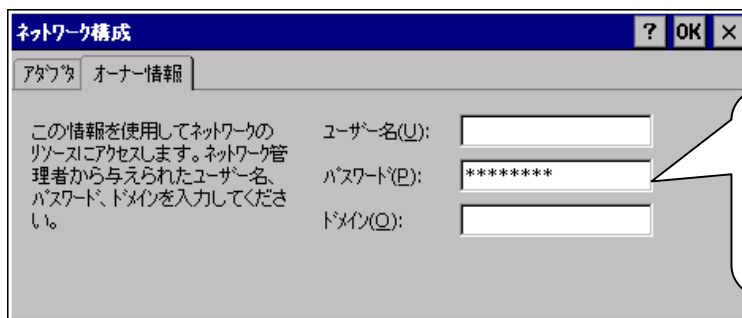 ネットワーク構成
? OK ×
アダプタ オーナー情報
この情報を使用してネットワークの
リソースにアクセスします。ネットワーク管
理者から与えられたユーザー名、
パスワード、ドメインを入力してくださ
い。
ユーザー名(U):
パスワード(P): ********
ドメイン(O):